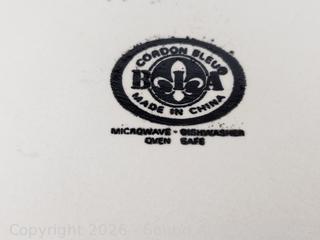 CORDON BLEU
BIA
MADE IN CHINA
MICROWAVE - DISHWASHER
OVEN SAFE
Copyright 2026 -